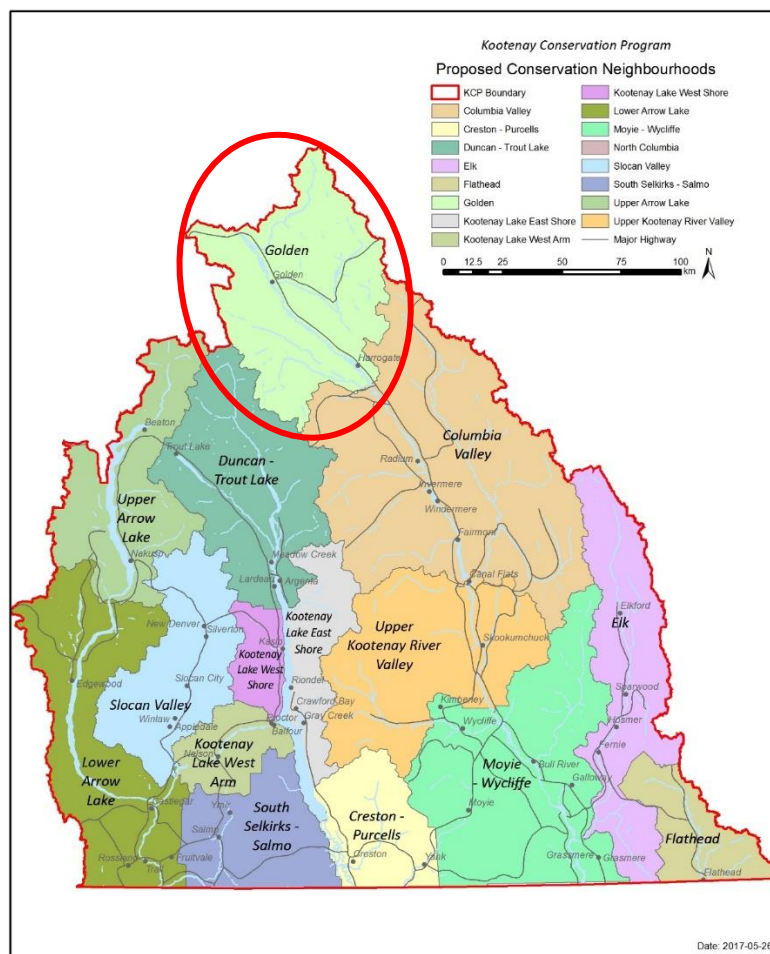 Kootenay Conservation Program
Proposed Conservation Neighbourhoods
KCP Boundary
Columbia Valley
Creston - Purcells
Duncan - Trout Lake
Elk
Flathead
Golden
Kootenay Lake East Shore
Kootenay Lake West Arm
Kootenay Lake West Shore
Lower Arrow Lake
Moyie - Wycliffe
North Columbia
Slocan Valley
South Selkirks - Salmo
Upper Arrow Lake
Upper Kootenay River Valley
Major Highway
N
0 12.5 25 50 75 100
km
Golden
Golden
Harrogate
Beaton
Trout Lake
Duncan -
Trout Lake
Columbia
Valley
Radium
Invermere
Windermere
Upper
Arrow
Lake
Fairmont
Nakusp
Meadow Creek
Lardeau
Argenta
Canal Flats
Elkford
Elk
New Denver
Silverton
Kaslo
Kootenay
Lake West
Shore
Kootenay
Lake East
Shore
Upper
Kootenay River
Valley
Skookumchuck
Edgewood
Slocan City
Riondel
Sparwood
Slocan Valley
Winlaw
Appledale
Crawford Bay
Gray Creek
Proctor
Balfour
Kimberley
Wycliffe
Hosmer
Fernie
Nelson
Kootenay
Lake West
Arm
Lower
Arrow
Lake
Castlegar
Ymir
Salmo
South
Selkirks -
Salmo
Creston -
Purcells
Moyie
- Wycliffe
Moyie
Bull River
Galloway
Flathead
Rossland
Trail
Fruitvale
Creston
Yahk
Grasmere
Grasmere
Flathead
Date: 2017-05-26